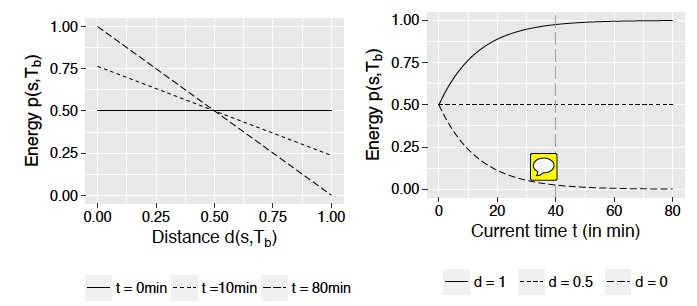 1.00
0.75
0.50
0.25
0.00
Energy p(s,Tb)
0.00 0.25 0.50 0.75 1.00
Distance d(s,Tb)
t = 0min t =10min t = 80min
1.00
0.75
0.50
0.25
0.00
Energy p(s,Tb)
0 20 40 60 80
Current time t (in min)
d = 1 d = 0.5 d = 0